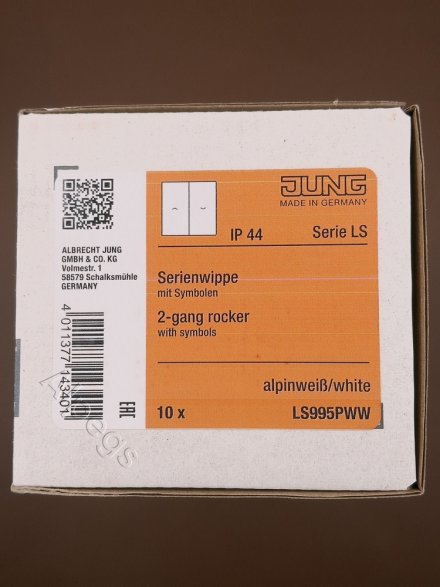 JUNG
MADE IN GERMANY
IP 44 Serie LS
ALBRECHT JUNG
GMBH & CO. KG
Volmestr. 1
58579 Schalksmühle
GERMANY
Serienwippe
mit Symbolen
2-gang rocker
with symbols
4 011377 143401
EAC
alpinweiß/white
10 x LS995PWW